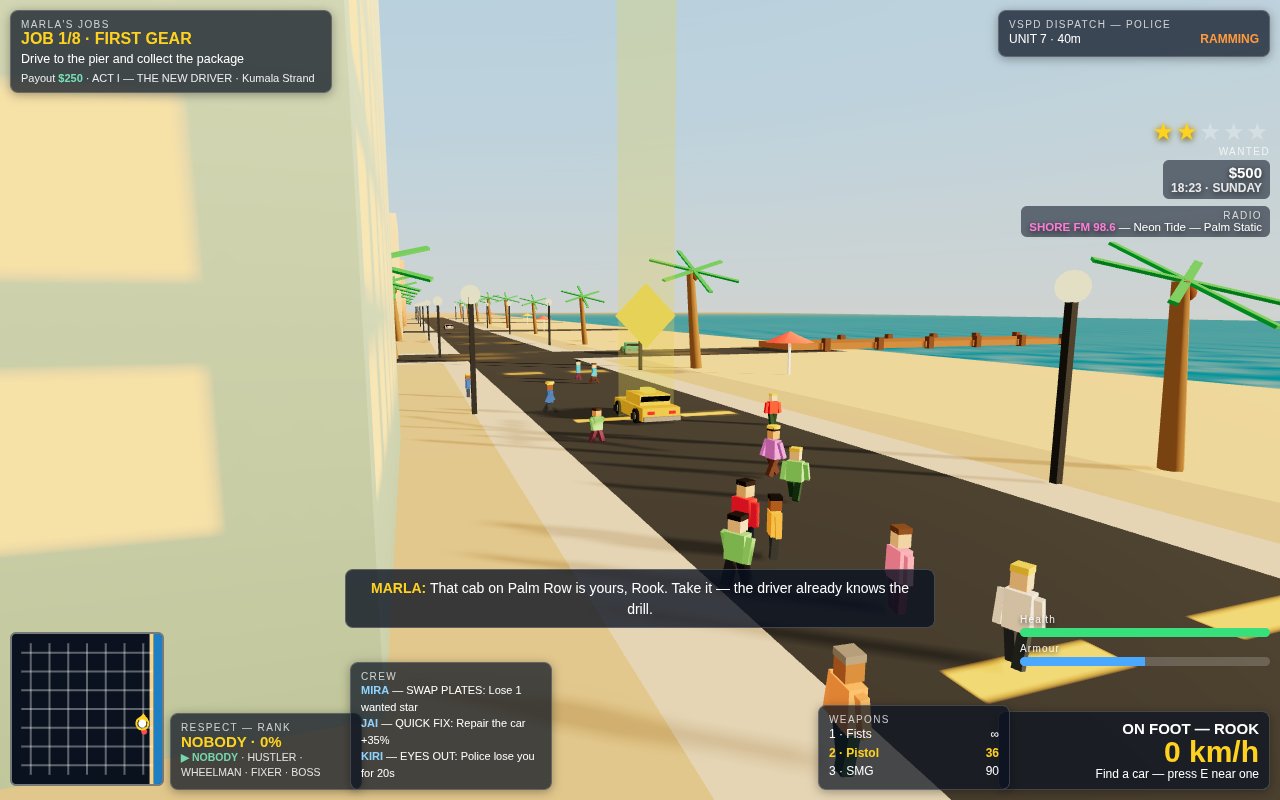 MARLA'S JOBS
JOB 1/8 · FIRST GEAR
Drive to the pier and collect the package
Payout $250 · ACT I — THE NEW DRIVER · Kumala Strand
VSPD DISPATCH — POLICE
UNIT 7 · 40m RAMMING
★★★★★
WANTED
$500
18:23 · SUNDAY
RADIO
SHORE FM 98.6 — Neon Tide — Palm Static
MARLA: That cab on Palm Row is yours, Rook. Take it — the driver already knows the
drill.
Health
Armour
RESPECT — RANK
NOBODY · 0%
▶ NOBODY · HUSTLER ·
WHEELMAN · FIXER · BOSS
CREW
MIRA — SWAP PLATES: Lose 1
wanted star
JAI — QUICK FIX: Repair the car
+35%
KIRI — EYES OUT: Police lose you
for 20s
WEAPONS
1 · Fists ∞
2 · Pistol 36
3 · SMG 90
ON FOOT — ROOK
0 km/h
Find a car — press E near one